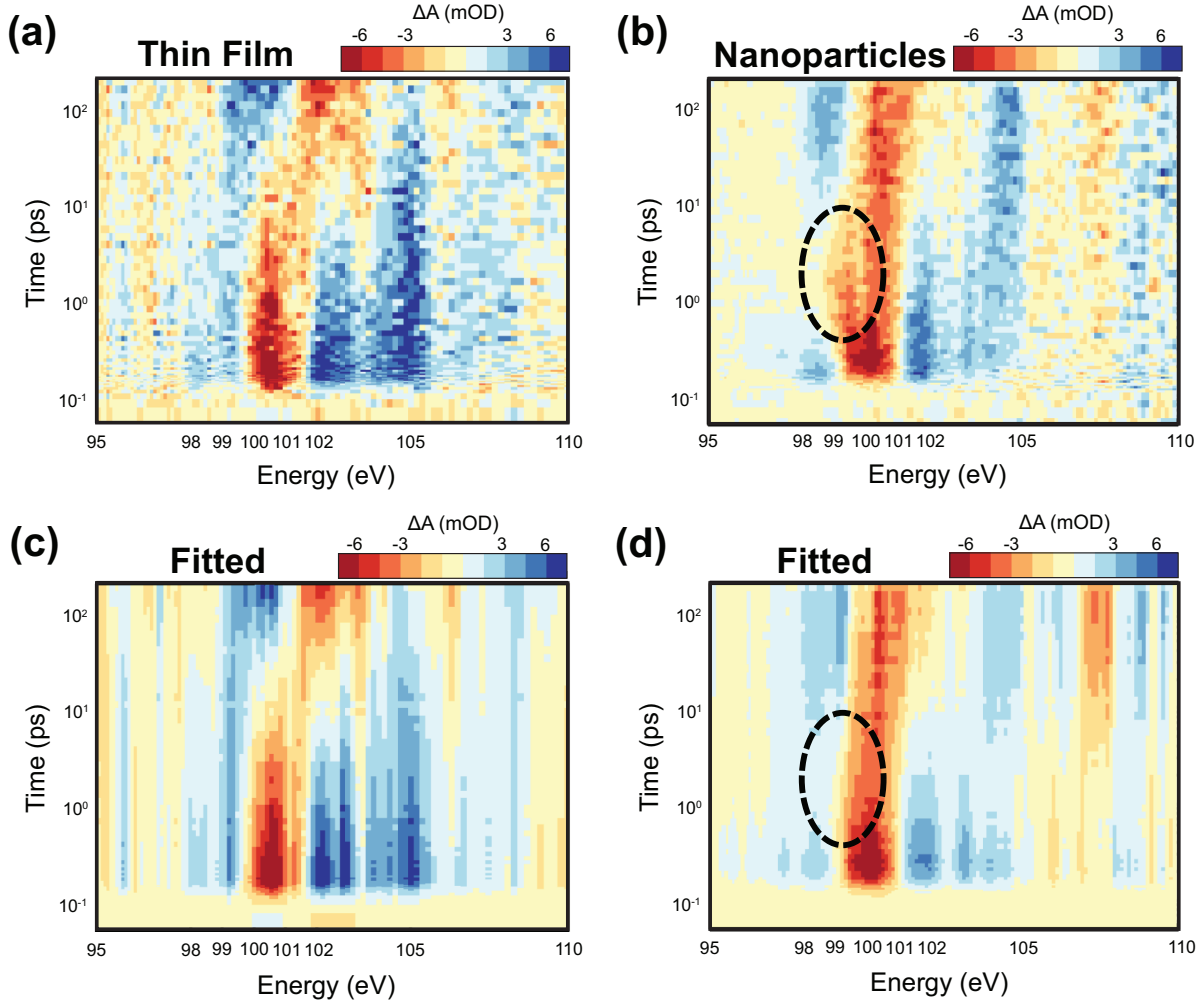 (a)
Thin Film
ΔA (mOD)
-6 -3 3 6
Time (ps)
10²
10¹
10⁰
10⁻¹
95 98 99 100 101 102 105 110
Energy (eV)
(b)
Nanoparticles
ΔA (mOD)
-6 -3 3 6
Time (ps)
10²
10¹
10⁰
10⁻¹
95 98 99 100 101 102 105 110
Energy (eV)
(c)
Fitted
ΔA (mOD)
-6 -3 3 6
Time (ps)
10²
10¹
10⁰
10⁻¹
95 98 99 100 101 102 105 110
Energy (eV)
(d)
Fitted
ΔA (mOD)
-6 -3 3 6
Time (ps)
10²
10¹
10⁰
10⁻¹
95 98 99 100 101 102 105 110
Energy (eV)